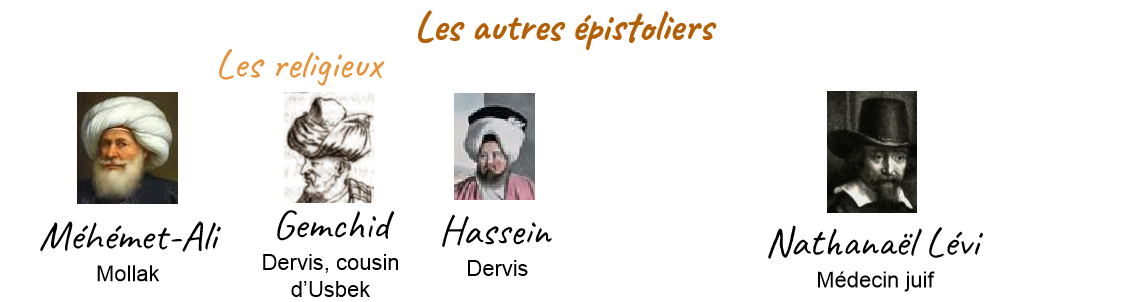 Les autres épistoliers
Les religieux
Méhémet-Ali
Mollak
Gemchid
Dervis, cousin
d’Usbek
Hassein
Dervis
Nathanaël Lévi
Médecin juif